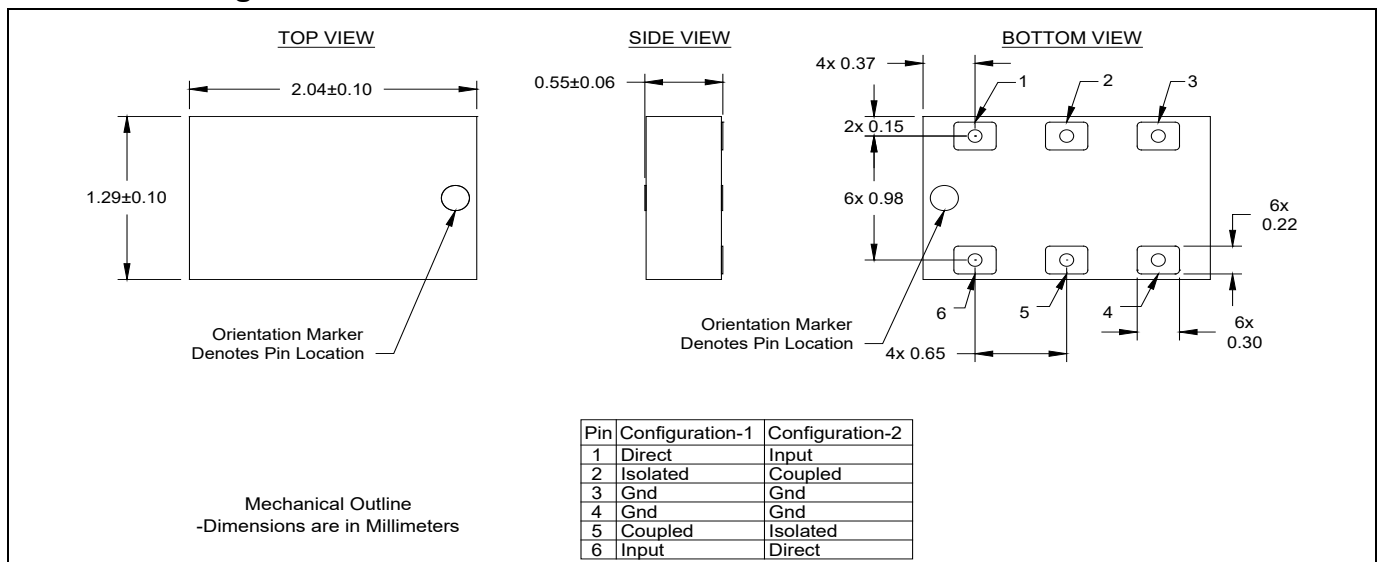 TOP VIEW
SIDE VIEW
BOTTOM VIEW
2.04±0.10
1.29±0.10
Orientation Marker
Denotes Pin Location
0.55±0.06
4x 0.37
1
2
3
2x 0.15
6x 0.98
6x
0.22
6
5
4
6x
0.30
Orientation Marker
Denotes Pin Location
4x 0.65
Mechanical Outline
-Dimensions are in Millimeters
Pin Configuration-1 Configuration-2
1 Direct Input
2 Isolated Coupled
3 Gnd Gnd
4 Gnd Gnd
5 Coupled Isolated
6 Input Direct